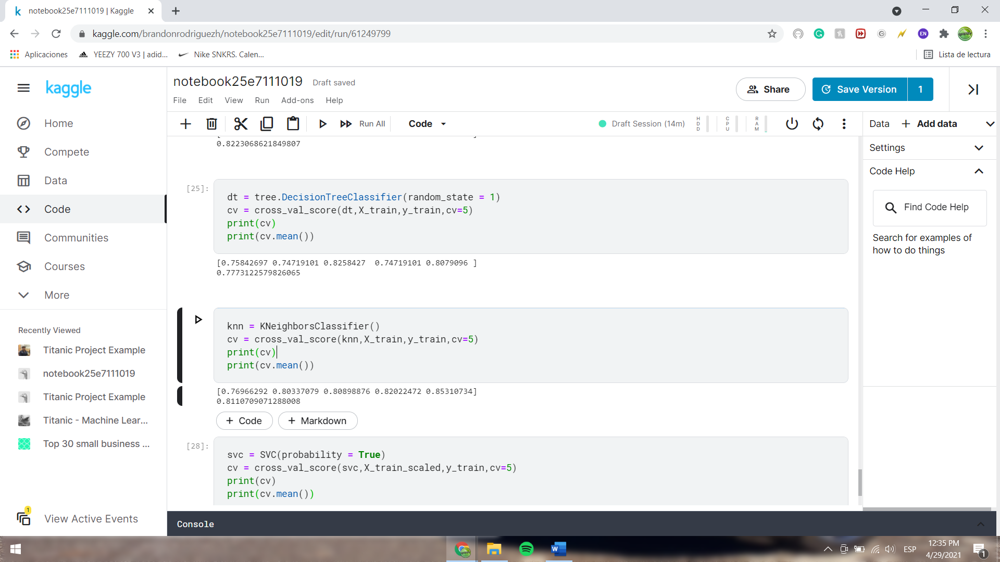 notebook25e7111019 | Kaggle
kaggle.com/brandonrodriguezh/notebook25e7111019/edit/run/61249799
EN
Aplicaciones
YEEZY 700 V3 | adid...
Nike SNKRS. Calen...
Lista de lectura
kaggle
Home
Compete
Data
Code
Communities
Courses
More
Recently Viewed
Titanic Project Example
notebook25e7111019
Titanic Project Example
Titanic - Machine Lear...
Top 30 small business ...
1
View Active Events
notebook25e7111019 Draft saved
File Edit View Run Add-ons Help
Share
Save Version 1
Run All
Code
Draft Session (14m)
HDD
CPU
RAM
0.8223068621849807
[25]:
dt = tree.DecisionTreeClassifier(random_state = 1)
cv = cross_val_score(dt,X_train,y_train,cv=5)
print(cv)
print(cv.mean())
[0.75842697 0.74719101 0.8258427  0.74719101 0.8079096 ]
0.7773122579826065
knn = KNeighborsClassifier()
cv = cross_val_score(knn,X_train,y_train,cv=5)
print(cv)
print(cv.mean())
[0.76966292 0.80337079 0.80898876 0.82022472 0.85310734]
0.8110709071288008
+ Code
+ Markdown
[28]:
svc = SVC(probability = True)
cv = cross_val_score(svc,X_train_scaled,y_train,cv=5)
print(cv)
print(cv.mean())
Console
Data
+ Add data
Settings
Code Help
Find Code Help
Search for examples of
how to do things
ESP
12:35 PM
4/29/2021
1